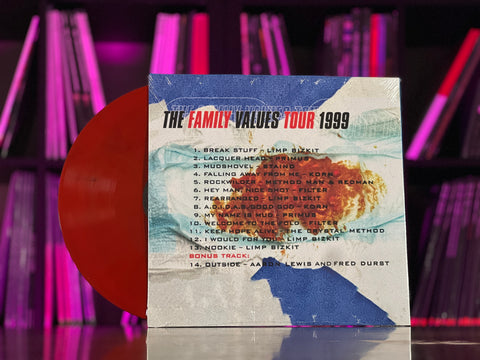 THE FAMILY VALUES TOUR 1999
1. BREAK STUFF - LIMP BIZKIT
2. LACQUER HEAD - PRIMUS
3. MUDSHOVEL - STAIND
4. FALLING AWAY FROM ME - KORN
5. ROCKWILDER - METHOD MAN & REDMAN
6. HEY MAN, NICE SHOT - FILTER
7. REARRANGED - LIMP BIZKIT
8. A.D.I.D.A.S./GOOD GOD - KORN
9. MY NAME IS MUD - PRIMUS
10. WELCOME TO THE FOLD - FILTER
11. KEEP HOPE ALIVE - THE CRYSTAL METHOD
12. I WOULD FOR YOU - LIMP BIZKIT
13. NOOKIE - LIMP BIZKIT
BONUS TRACK:
14. OUTSIDE - AARON LEWIS AND FRED DURST